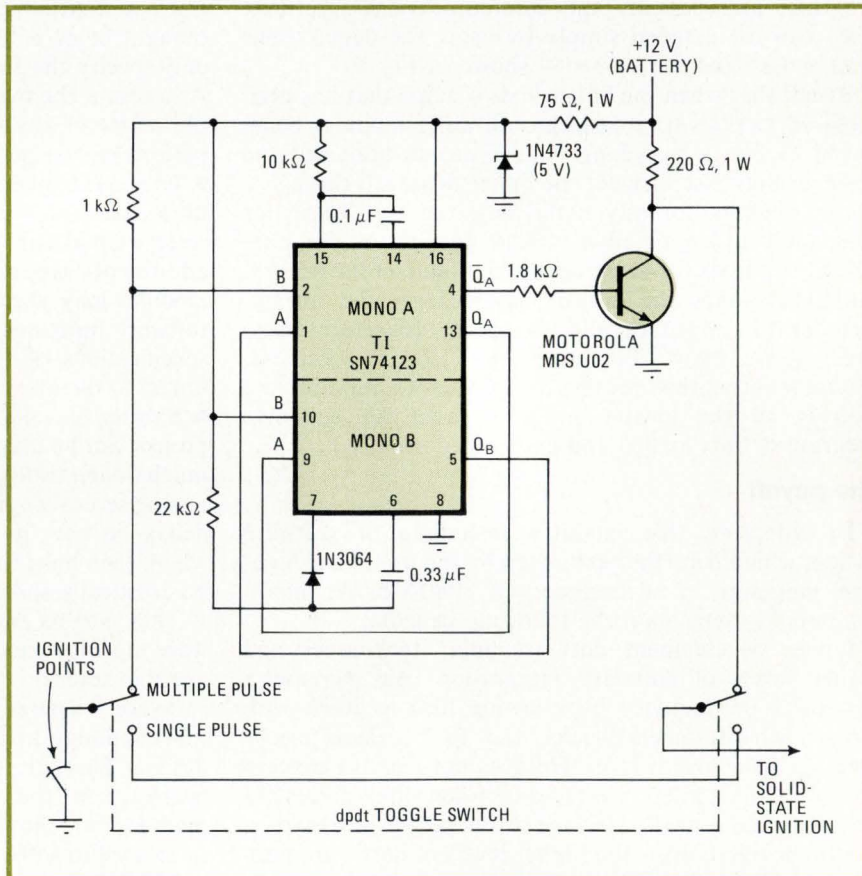 +12 V
(BATTERY)
75 Ω, 1 W
10 kΩ
1N4733
(5 V)
220 Ω, 1 W
1 kΩ
0.1 μF
15
14
16
B
2
MONO A
4
Q̅A
1.8 kΩ
A
1
TI
SN74123
13
QA
MOTOROLA
MPS U02
B
10
MONO B
A
9
5
QB
22 kΩ
7
6
8
1N3064
0.33 μF
IGNITION
POINTS
MULTIPLE PULSE
SINGLE PULSE
TO
SOLID-
STATE
IGNITION
dpdt TOGGLE SWITCH